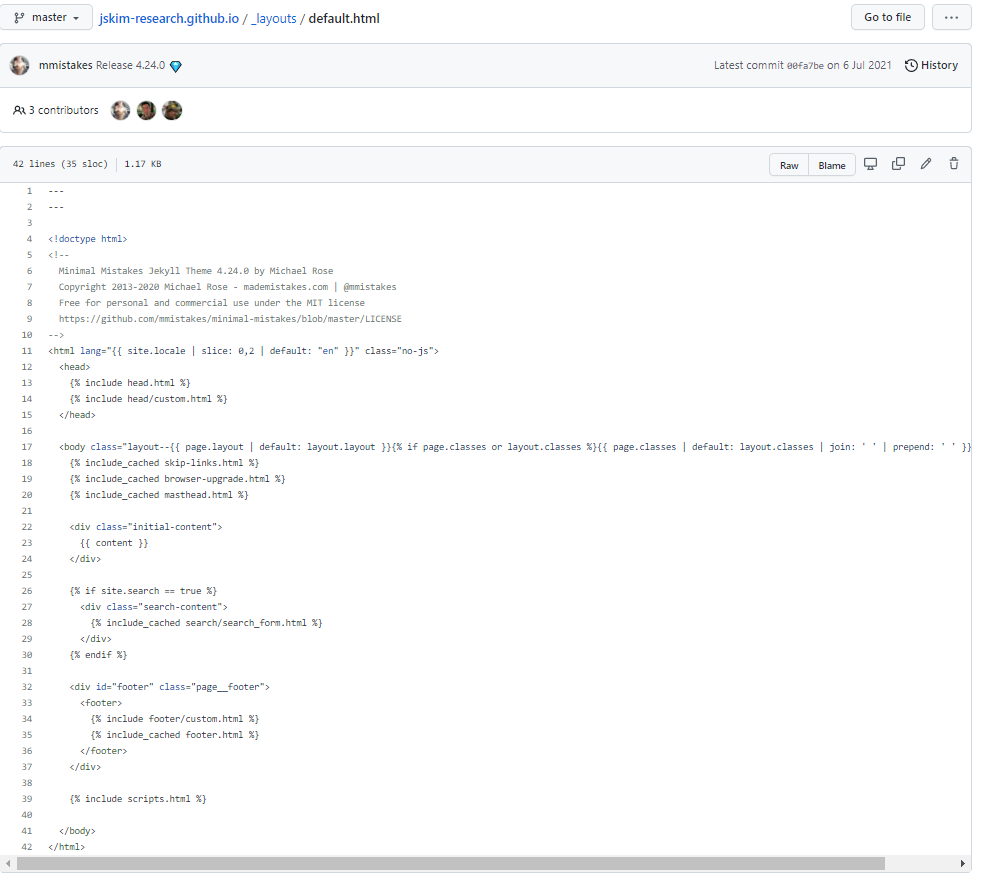 master jskim-research.github.io / _layouts / default.html Go to file ...
mmistakes Release 4.24.0 Latest commit 00fa7be on 6 Jul 2021 History
3 contributors
42 lines (35 sloc) 1.17 KB Raw Blame
1 ---
2 ---
3
4 <!doctype html>
5 <!--
6 Minimal Mistakes Jekyll Theme 4.24.0 by Michael Rose
7 Copyright 2013-2020 Michael Rose - mademistakes.com | @mmistakes
8 Free for personal and commercial use under the MIT license
9 https://github.com/mmistakes/minimal-mistakes/blob/master/LICENSE
10 -->
11 <html lang="{{ site.locale | slice: 0,2 | default: "en" }}" class="no-js">
12 <head>
13 {% include head.html %}
14 {% include head/custom.html %}
15 </head>
16
17 <body class="layout--{{ page.layout | default: layout.layout }}{% if page.classes or layout.classes %}{{ page.classes | default: layout.classes | join: ' ' | prepend: ' ' }}
18 {% include_cached skip-links.html %}
19 {% include_cached browser-upgrade.html %}
20 {% include_cached masthead.html %}
21
22 <div class="initial-content">
23 {{ content }}
24 </div>
25
26 {% if site.search == true %}
27 <div class="search-content">
28 {% include_cached search/search_form.html %}
29 </div>
30 {% endif %}
31
32 <div id="footer" class="page__footer">
33 <footer>
34 {% include footer/custom.html %}
35 {% include_cached footer.html %}
36 </footer>
37 </div>
38
39 {% include scripts.html %}
40
41 </body>
42 </html>